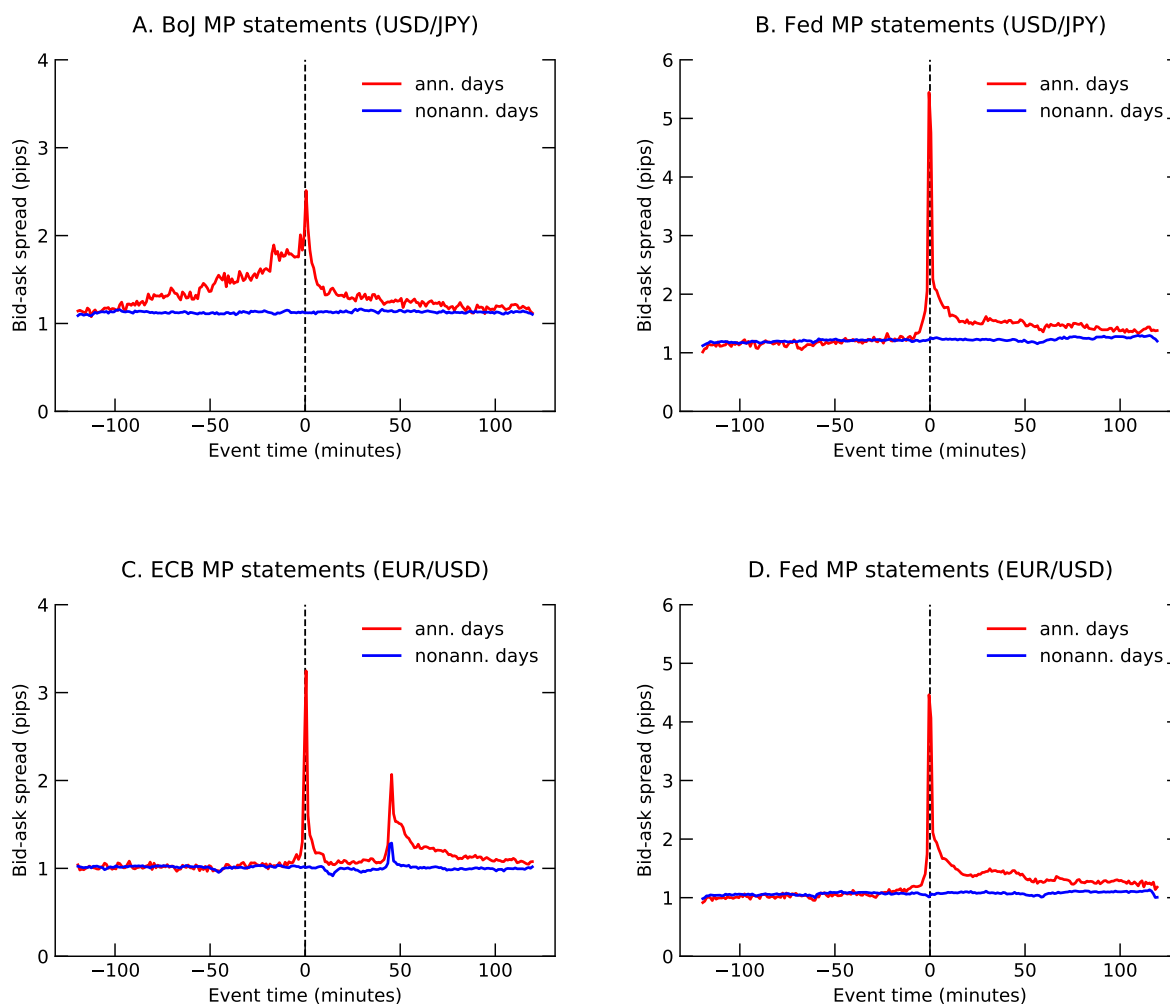 A. BoJ MP statements (USD/JPY)
4
3
2
1
0
Bid-ask spread (pips)
ann. days
nonann. days
−100
−50
0
50
100
Event time (minutes)
B. Fed MP statements (USD/JPY)
6
5
4
3
2
1
0
Bid-ask spread (pips)
ann. days
nonann. days
−100
−50
0
50
100
Event time (minutes)
C. ECB MP statements (EUR/USD)
4
3
2
1
0
Bid-ask spread (pips)
ann. days
nonann. days
−100
−50
0
50
100
Event time (minutes)
D. Fed MP statements (EUR/USD)
6
5
4
3
2
1
0
Bid-ask spread (pips)
ann. days
nonann. days
−100
−50
0
50
100
Event time (minutes)